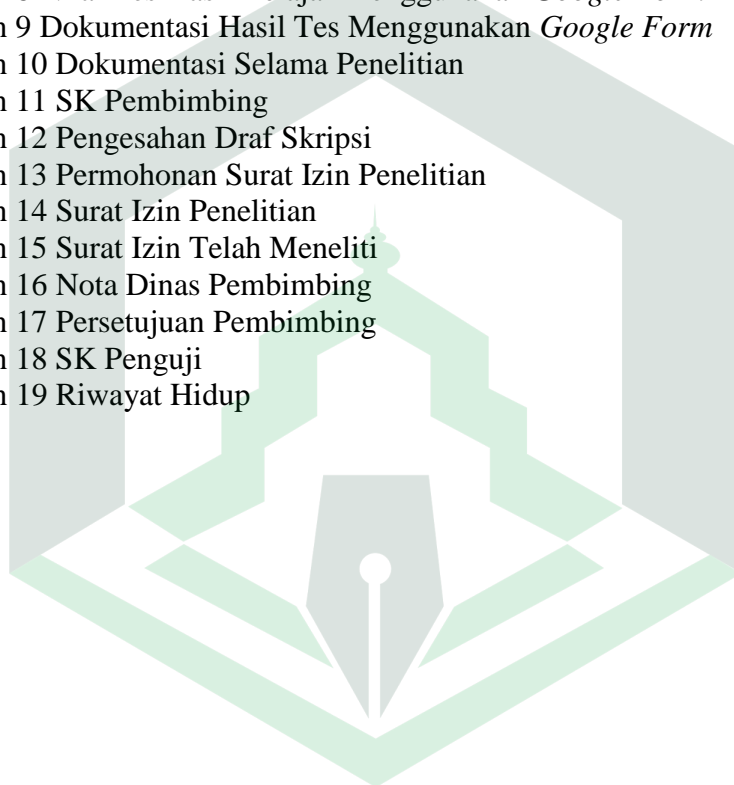 n 9 Dokumentasi Hasil Tes Menggunakan Google Form
n 10 Dokumentasi Selama Penelitian
n 11 SK Pembimbing
n 12 Pengesahan Draf Skripsi
n 13 Permohonan Surat Izin Penelitian
n 14 Surat Izin Penelitian
n 15 Surat Izin Telah Meneliti
n 16 Nota Dinas Pembimbing
n 17 Persetujuan Pembimbing
n 18 SK Penguji
n 19 Riwayat Hidup